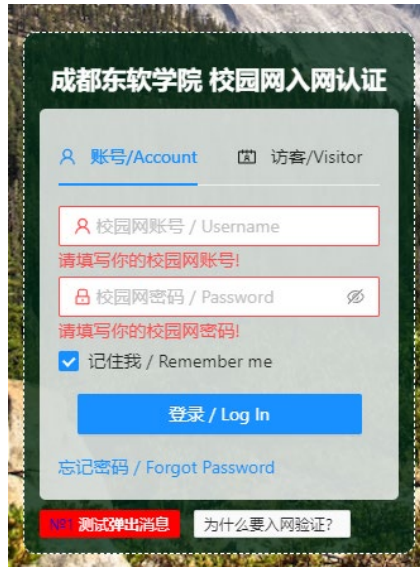 成都东软学院 校园网入网认证
账号/Account 访客/Visitor
校园网账号 / Username
请填写你的校园网账号!
校园网密码 / Password
请填写你的校园网密码!
记住我 / Remember me
登录 / Log In
忘记密码 / Forgot Password
№1 测试弹出消息 为什么要入网验证?